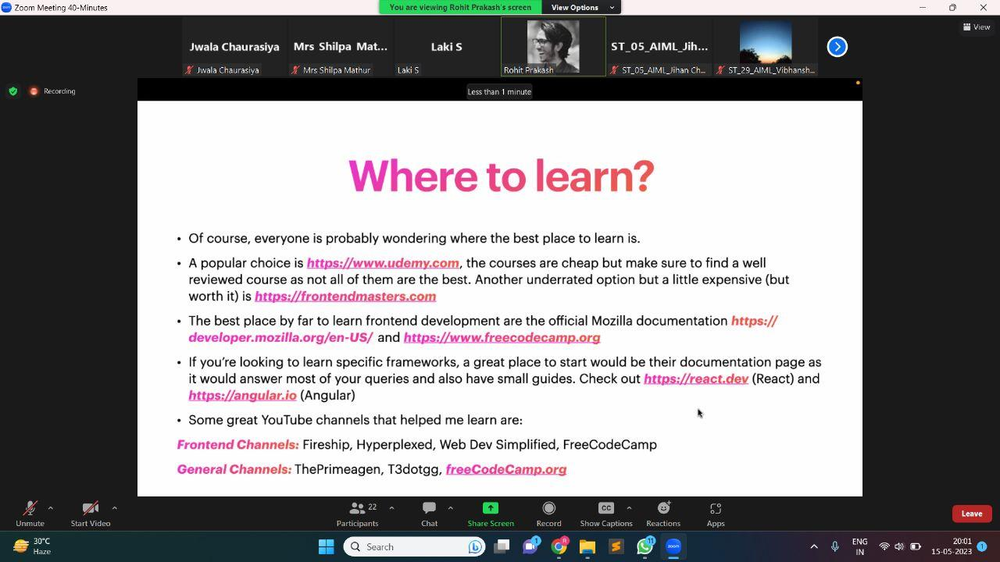 Zoom Meeting 40-Minutes
You are viewing Rohit Prakash's screen
View Options
View
Jwala Chaurasiya
Mrs Shilpa Mat...
Laki S
ST_05_AIML_Jih...
Jwala Chaurasiya
Mrs Shilpa Mathur
Laki S
Rohit Prakash
ST_05_AIML_Jihan Ch...
ST_29_AIML_Vibhansh...
Recording
Less than 1 minute
Where to learn?
• Of course, everyone is probably wondering where the best place to learn is.
• A popular choice is https://www.udemy.com, the courses are cheap but make sure to find a well
reviewed course as not all of them are the best. Another underrated option but a little expensive (but
worth it) is https://frontendmasters.com
• The best place by far to learn frontend development are the official Mozilla documentation https://
developer.mozilla.org/en-US/ and https://www.freecodecamp.org
• If you're looking to learn specific frameworks, a great place to start would be their documentation page as
it would answer most of your queries and also have small guides. Check out https://react.dev (React) and
https://angular.io (Angular)
• Some great YouTube channels that helped me learn are:
Frontend Channels: Fireship, Hyperplexed, Web Dev Simplified, FreeCodeCamp
General Channels: ThePrimeagen, T3dotgg, freeCodeCamp.org
Unmute
Start Video
Participants 22
Chat
Share Screen
Record
CC
Show Captions
Reactions
Apps
Leave
30°C
Haze
Search
1
R
11
zoom
ENG
IN
20:01
15-05-2023
1